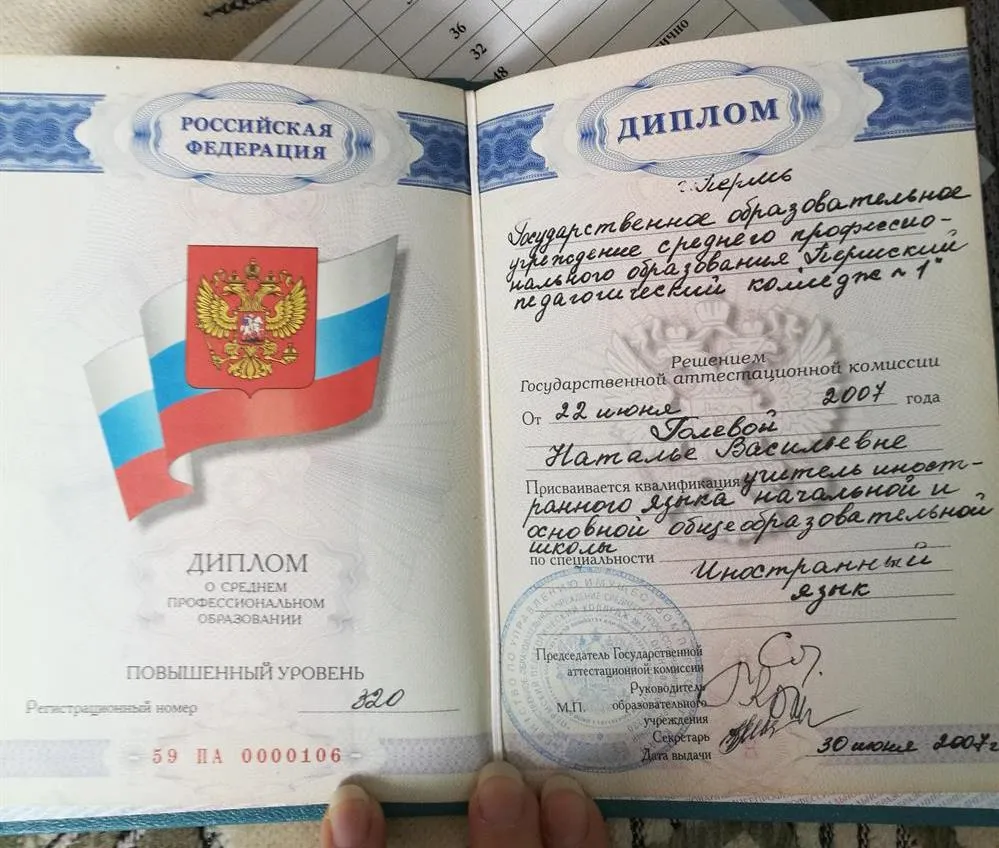 36
32
48
РОССИЙСКАЯ
ФЕДЕРАЦИЯ
ДИПЛОМ
О СРЕДНЕМ
ПРОФЕССИОНАЛЬНОМ
ОБРАЗОВАНИИ
ПОВЫШЕННЫЙ УРОВЕНЬ
Регистрационный номер 320
59 ПА 0000106
ДИПЛОМ
г. Пермь
Государственное образовательное
учреждение среднего профессио-
нального образования "Пермский
педагогический колледж № 1"
Решением
Государственной аттестационной комиссии
От 22 июня 2007 года
Голевой
Наталье Васильевне
Присваивается квалификация учитель иност-
ранного языка начальной и
основной общеобразовательной
школы
по специальности
Иностранный
язык
Председатель Государственной
аттестационной комиссии
Руководитель
М.П. образовательного
учреждения
Секретарь
Дата выдачи 30 июня 2007 г